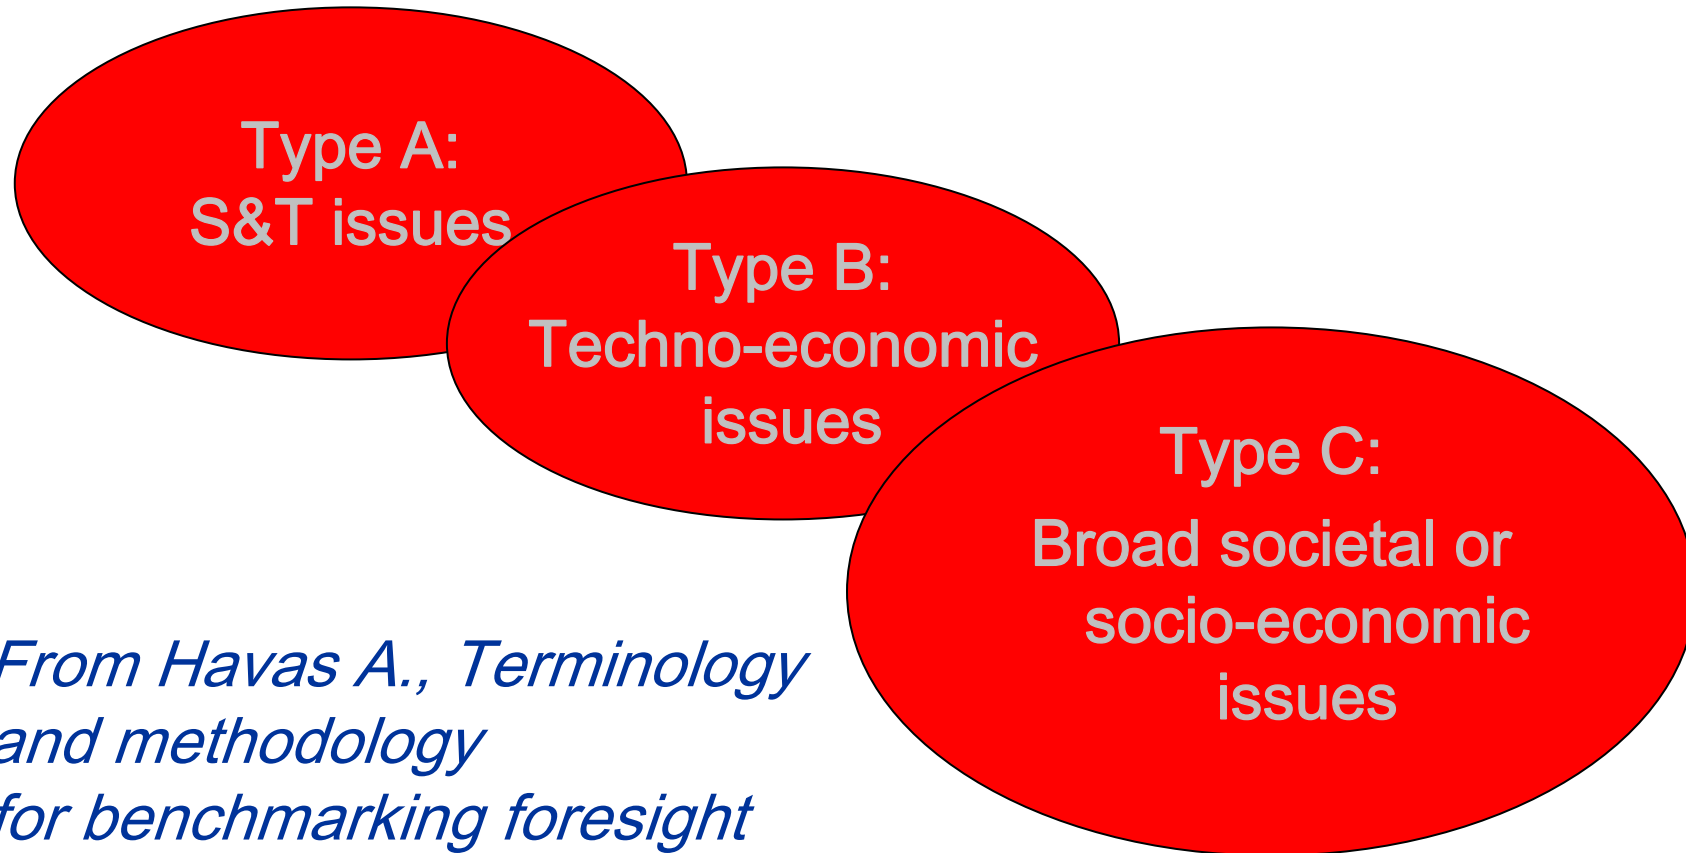 Type A:
S&T issues
Type B:
Techno-economic
issues
Type C:
Broad societal or
socio-economic
issues
From Havas A., Terminology
and methodology
for benchmarking foresight